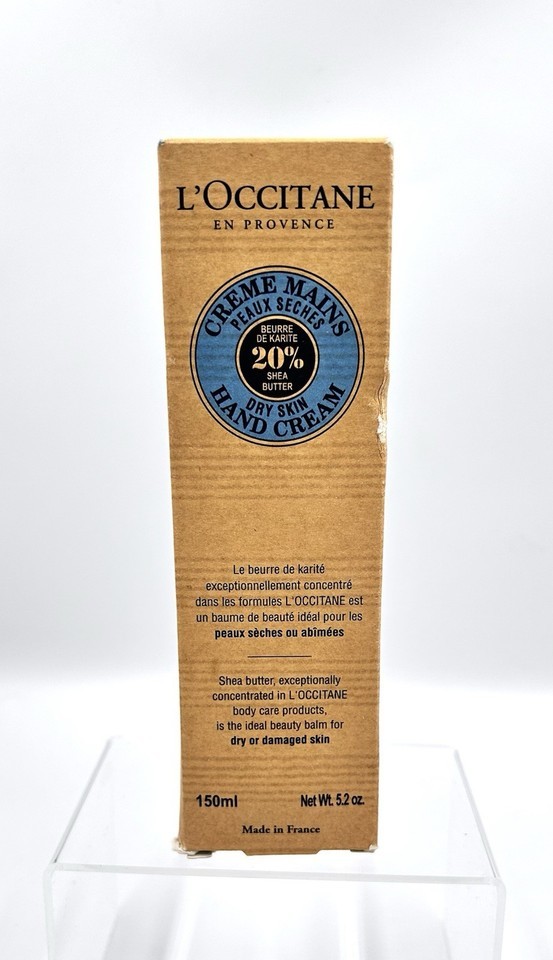 L'OCCITANE
EN PROVENCE
CREME MAINS
PEAUX SECHES
BEURRE
DE KARITE
20%
SHEA
BUTTER
DRY SKIN
HAND CREAM
Le beurre de karité
exceptionnellement concentré
dans les formules L'OCCITANE est
un baume de beauté idéal pour les
peaux sèches ou abîmées
Shea butter, exceptionally
concentrated in L'OCCITANE
body care products,
is the ideal beauty balm for
dry or damaged skin
150ml Net Wt. 5.2 oz.
Made in France